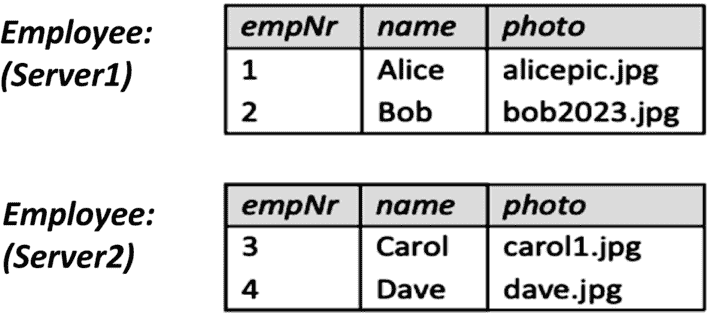 Employee:
(Server1)
empNr name photo
1 Alice alicepic.jpg
2 Bob bob2023.jpg
Employee:
(Server2)
empNr name photo
3 Carol carol1.jpg
4 Dave dave.jpg